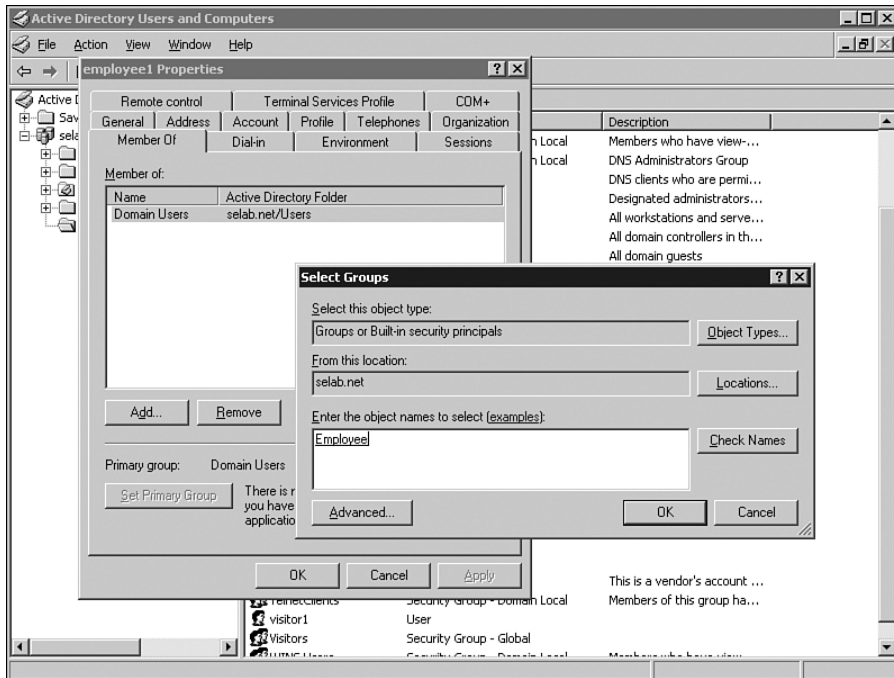 Active Directory Users and Computers
File Action View Window Help
employee1 Properties
Remote control Terminal Services Profile COM+
General Address Account Profile Telephones Organization
Member Of Dial-in Environment Sessions
Member of:
Name Active Directory Folder
Domain Users selab.net/Users
Add... Remove
Primary group: Domain Users
Set Primary Group
There is
you have
OK Cancel Apply
Active
Description
Members who have view-...
Local DNS Administrators Group
DNS clients who are permi...
Designated administrators...
All workstations and serve...
All domain controllers in th...
All domain guests
Select Groups
Select this object type:
Groups or Built-in security principals
Object Types...
From this location:
selab.net
Locations...
Enter the object names to select (examples):
Employee
Check Names
Advanced... OK Cancel
This is a vendor's account ...
TelnetClients Security Group - Domain Local Members of this group ha...
visitor1 User
Visitors Security Group - Global